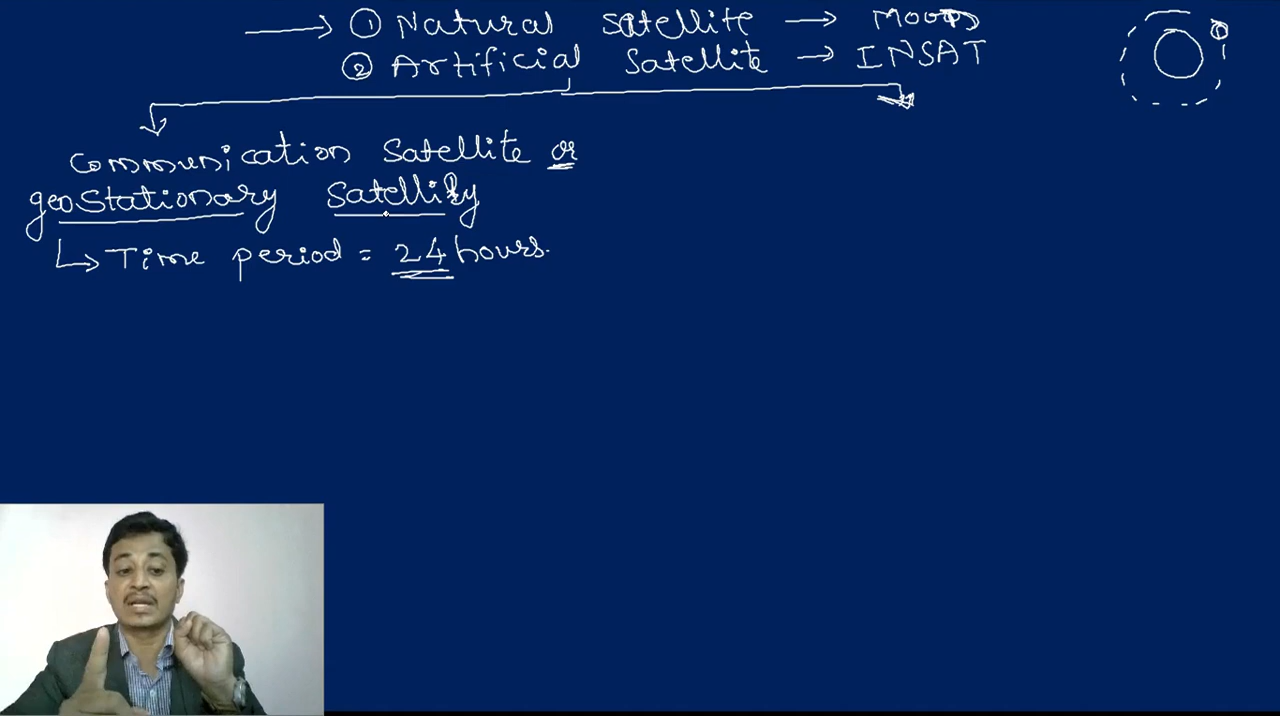 → ① Natural Satellite → Moon
② Artificial Satellite → INSAT
Communication Satellite or
geostationary Satellite
↳ Time period = 24 hours.